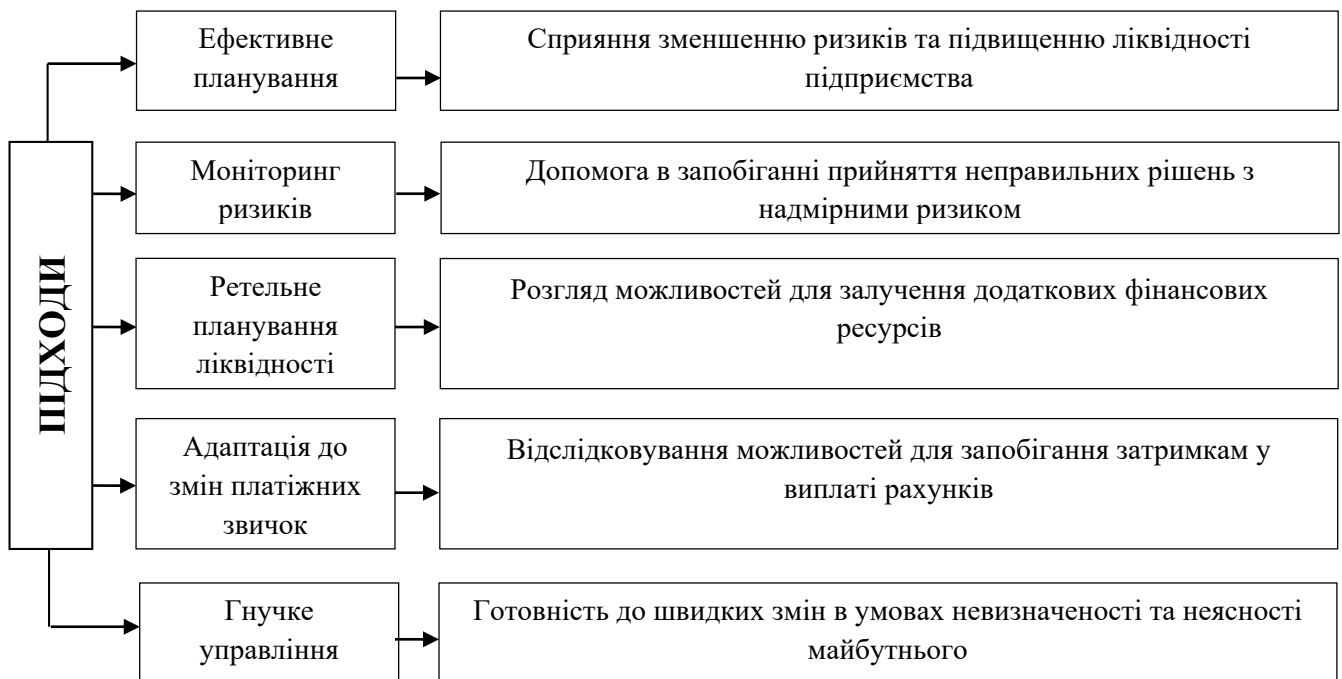 ПІДХОДИ
Ефективне
планування
Сприяння зменшенню ризиків та підвищенню ліквідності
підприємства
Моніторинг
ризиків
Допомога в запобіганні прийняття неправильних рішень з
надмірними ризиком
Ретельне
планування
ліквідності
Розгляд можливостей для залучення додаткових фінансових
ресурсів
Адаптація до
змін платіжних
звичок
Відслідковування можливостей для запобігання затримкам у
виплаті рахунків
Гнучке
управління
Готовність до швидких змін в умовах невизначеності та неясності
майбутнього